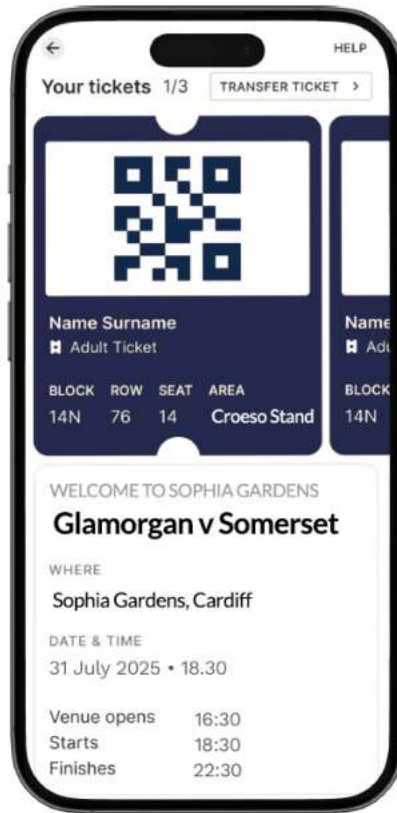 ← HELP
Your tickets 1/3 TRANSFER TICKET >
Name Surname Name
Adult Ticket Adu
BLOCK ROW SEAT AREA BLOCK
14N 76 14 Croeso Stand 14N
WELCOME TO SOPHIA GARDENS
Glamorgan v Somerset
WHERE
Sophia Gardens, Cardiff
DATE & TIME
31 July 2025 • 18.30
Venue opens 16:30
Starts 18:30
Finishes 22:30